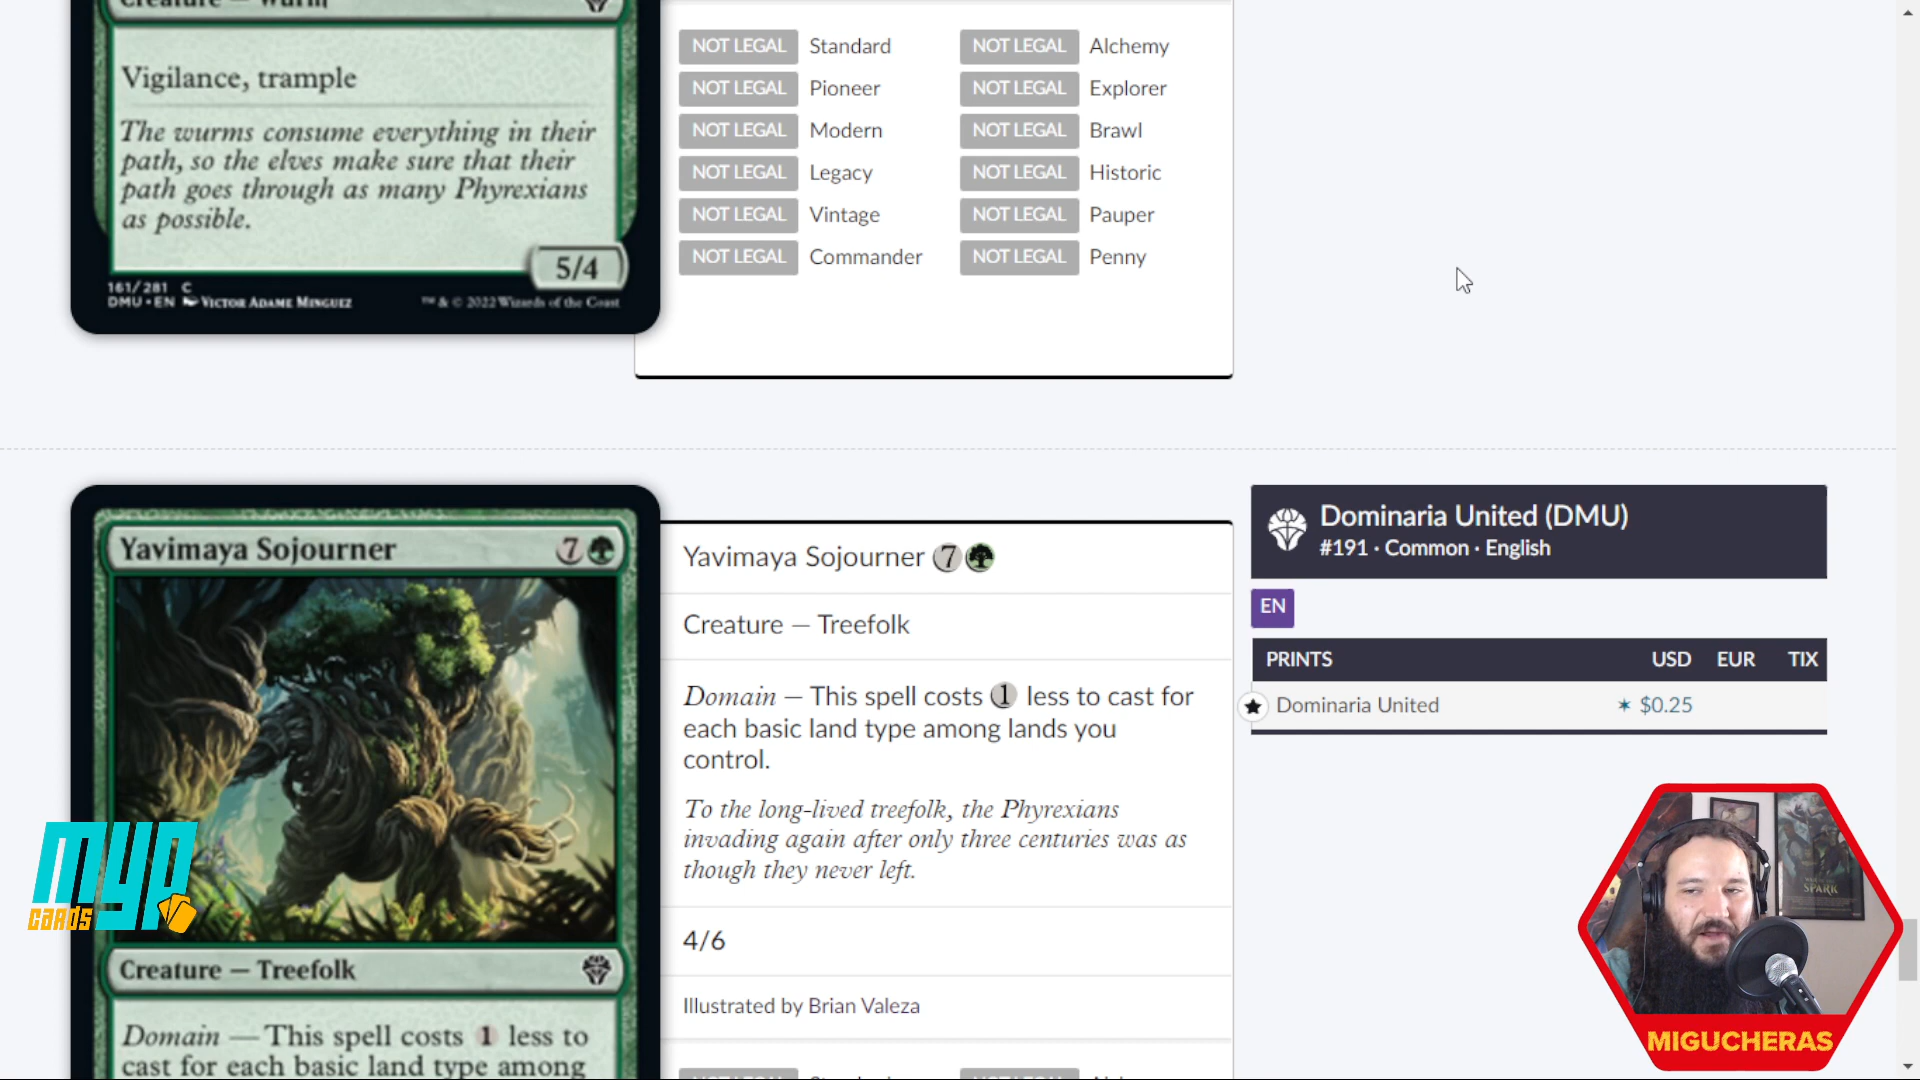 Creature — Wurm
Vigilance, trample
The wurms consume everything in their
path, so the elves make sure that their
path goes through as many Phyrexians
as possible.
5/4
161/281 C
DMU • EN Victor Adame Minguez
™ & © 2022 Wizards of the Coast
NOT LEGAL Standard NOT LEGAL Alchemy
NOT LEGAL Pioneer NOT LEGAL Explorer
NOT LEGAL Modern NOT LEGAL Brawl
NOT LEGAL Legacy NOT LEGAL Historic
NOT LEGAL Vintage NOT LEGAL Pauper
NOT LEGAL Commander NOT LEGAL Penny
Yavimaya Sojourner 7
Creature — Treefolk
Domain — This spell costs 1 less to
cast for each basic land type among
Yavimaya Sojourner 7
Creature — Treefolk
Domain — This spell costs 1 less to cast for
each basic land type among lands you
control.
To the long-lived treefolk, the Phyrexians
invading again after only three centuries was as
though they never left.
4/6
Illustrated by Brian Valeza
Dominaria United (DMU)
#191 · Common · English
EN
PRINTS USD EUR TIX
Dominaria United $0.25
myp
cards
SPARK
MIGUCHERAS